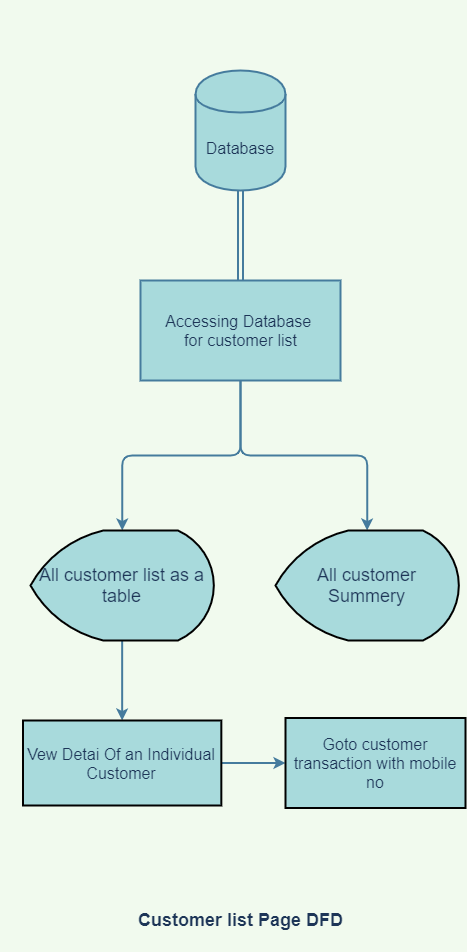 Database
Accessing Database
for customer list
All customer list as a
table
All customer
Summery
Vew Detai Of an Individual
Customer
Goto customer
transaction with mobile
no
Customer list Page DFD